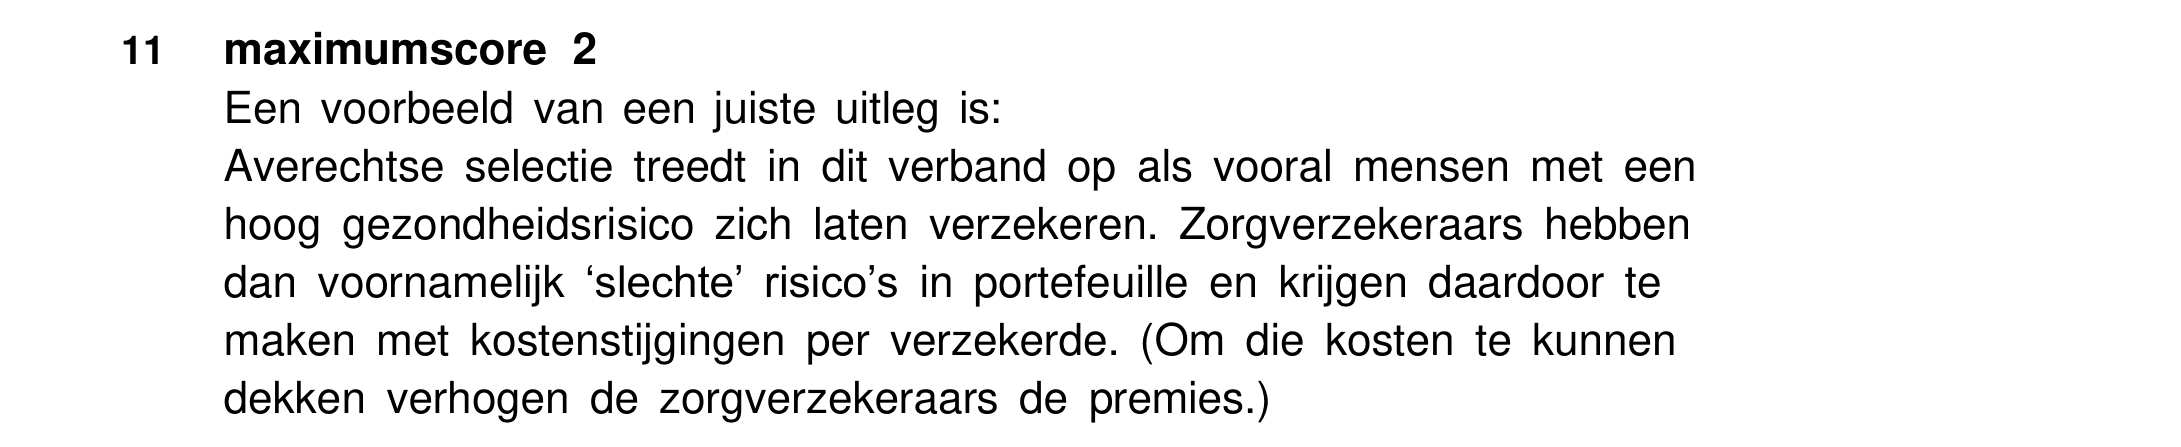 11 maximumscore 2
Een voorbeeld van een juiste uitleg is:
Averechtse selectie treedt in dit verband op als vooral mensen met een
hoog gezondheidsrisico zich laten verzekeren. Zorgverzekeraars hebben
dan voornamelijk ‘slechte’ risico’s in portefeuille en krijgen daardoor te
maken met kostenstijgingen per verzekerde. (Om die kosten te kunnen
dekken verhogen de zorgverzekeraars de premies.)